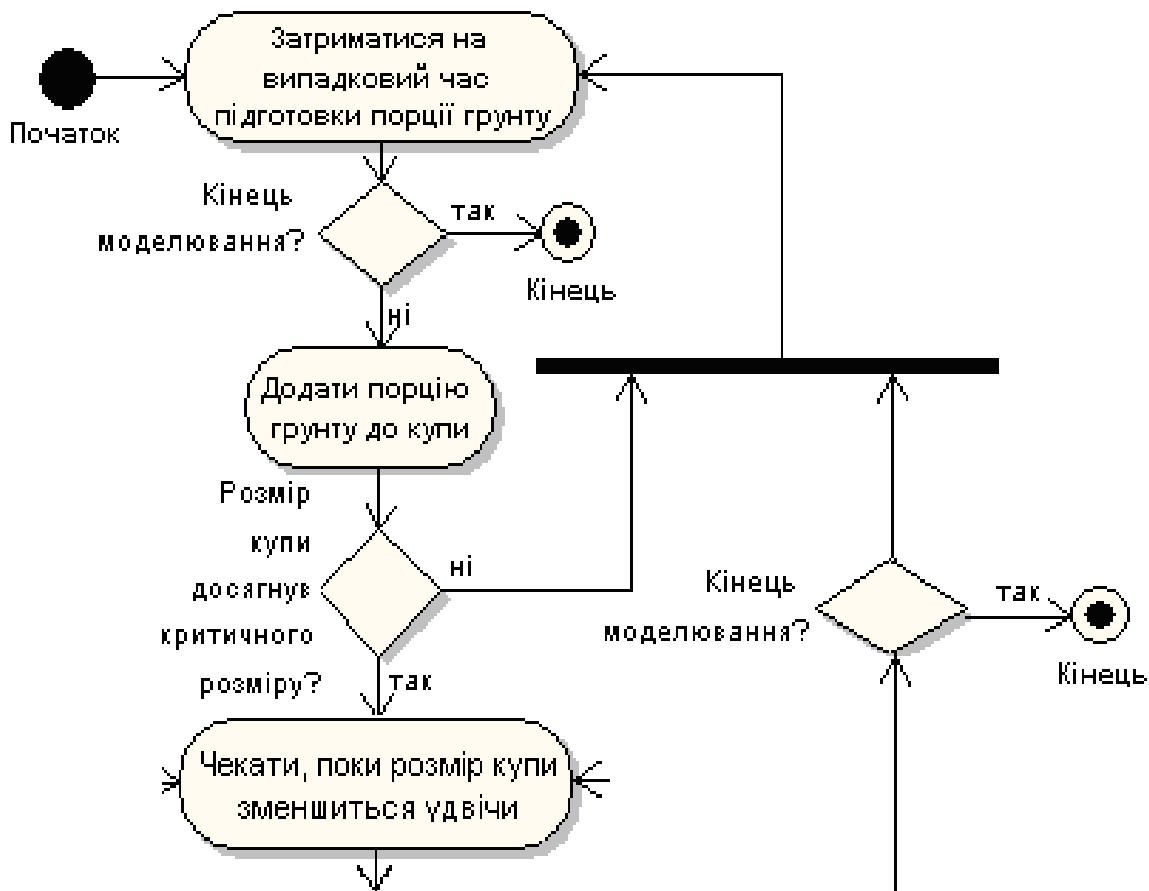 Затриматися на
випадковий час
підготовки порції грунту
Початок
Кінець
моделювання?
так
Кінець
ні
Додати порцію
грунту до купи
Розмір
купи
досягнув
критичного
розміру?
ні
так
Кінець
моделювання?
так
Кінець
Чекати, поки розмір купи
зменшиться удвічи